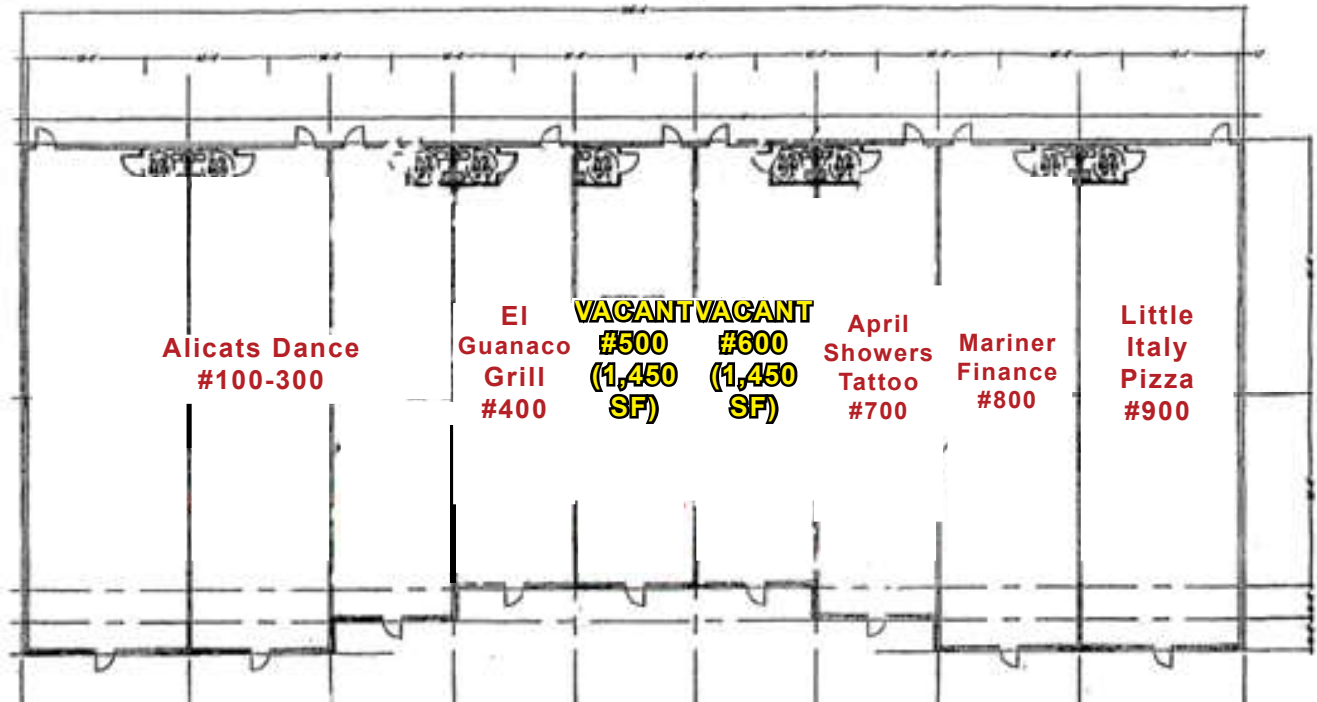 Alicats Dance
#100-300
El
Guanaco
Grill
#400
VACANT
#500
(1,450
SF)
VACANT
#600
(1,450
SF)
April
Showers
Tattoo
#700
Mariner
Finance
#800
Little
Italy
Pizza
#900